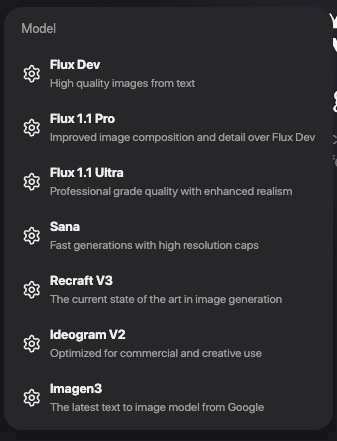 Model
Flux Dev
High quality images from text
Flux 1.1 Pro
Improved image composition and detail over Flux Dev
Flux 1.1 Ultra
Professional grade quality with enhanced realism
Sana
Fast generations with high resolution caps
Recraft V3
The current state of the art in image generation
Ideogram V2
Optimized for commercial and creative use
Imagen3
The latest text to image model from Google